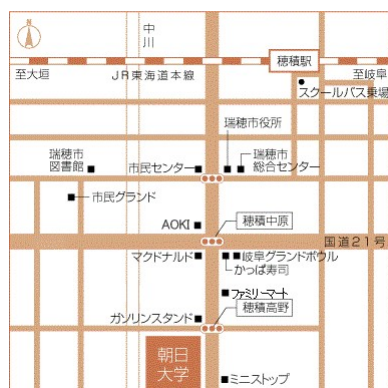 N
中
川
穂積駅
至大垣
JR東海道本線
至岐阜
スクールバス乗場
瑞穂市役所
瑞穂市
図書館
市民センター
瑞穂市
総合センター
市民グランド
AOKI
穂積中原
国道21号
マクドナルド
岐阜グランドボウル
かっぱ寿司
ファミリーマート
穂積高野
ガソリンスタンド
朝日
大学
ミニストップ